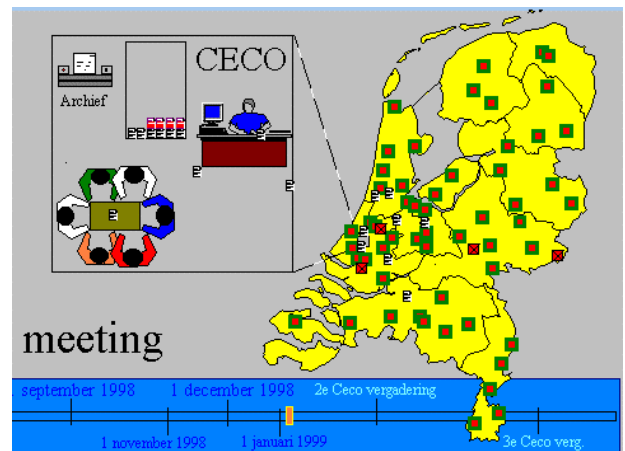 CECO
Archief
meeting
september 1998
1 december 1998
2e Ceco vergadering
1 november 1998
1 januari 1999
3e Ceco verg.